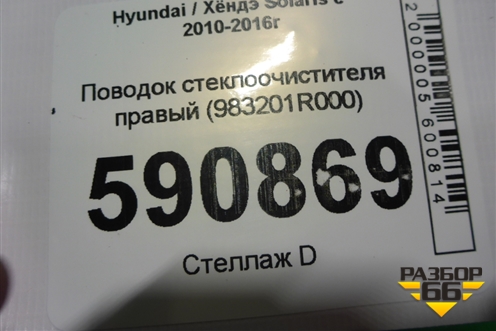 Hyundai / Хёндэ Solaris с
2010-2016г
Поводок стеклоочистителя
правый (983201R000)
590869
Стеллаж D
2000005600814
РАЗБОР
66